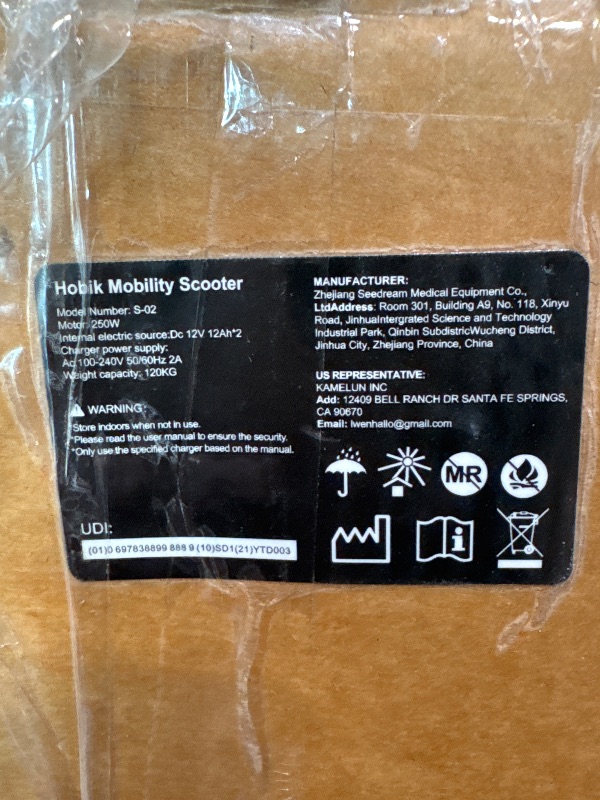 Hobik Mobility Scooter
Model Number: S-02
Motor: 250W
Internal electric source:Dc 12V 12Ah*2
Charger power supply:
Ac 100-240V 50/60Hz 2A
Weight capacity: 120KG
WARNING:
*Store indoors when not in use.
*Please read the user manual to ensure the security.
*Only use the specified charger based on the manual.
UDI:
(01)0 697838899 888 9 (10)SD1(21)YTD003
MANUFACTURER:
Zhejiang Seedream Medical Equipment Co.,
LtdAddress: Room 301, Building A9, No. 118, Xinyu
Road, JinhuaIntergrated Science and Technology
Industrial Park, Qinbin SubdistricWucheng District,
Jinhua City, Zhejiang Province, China
US REPRESENTATIVE:
KAMELUN INC
Add: 12409 BELL RANCH DR SANTA FE SPRINGS,
CA 90670
Email: lwenhallo@gmail.com
MR